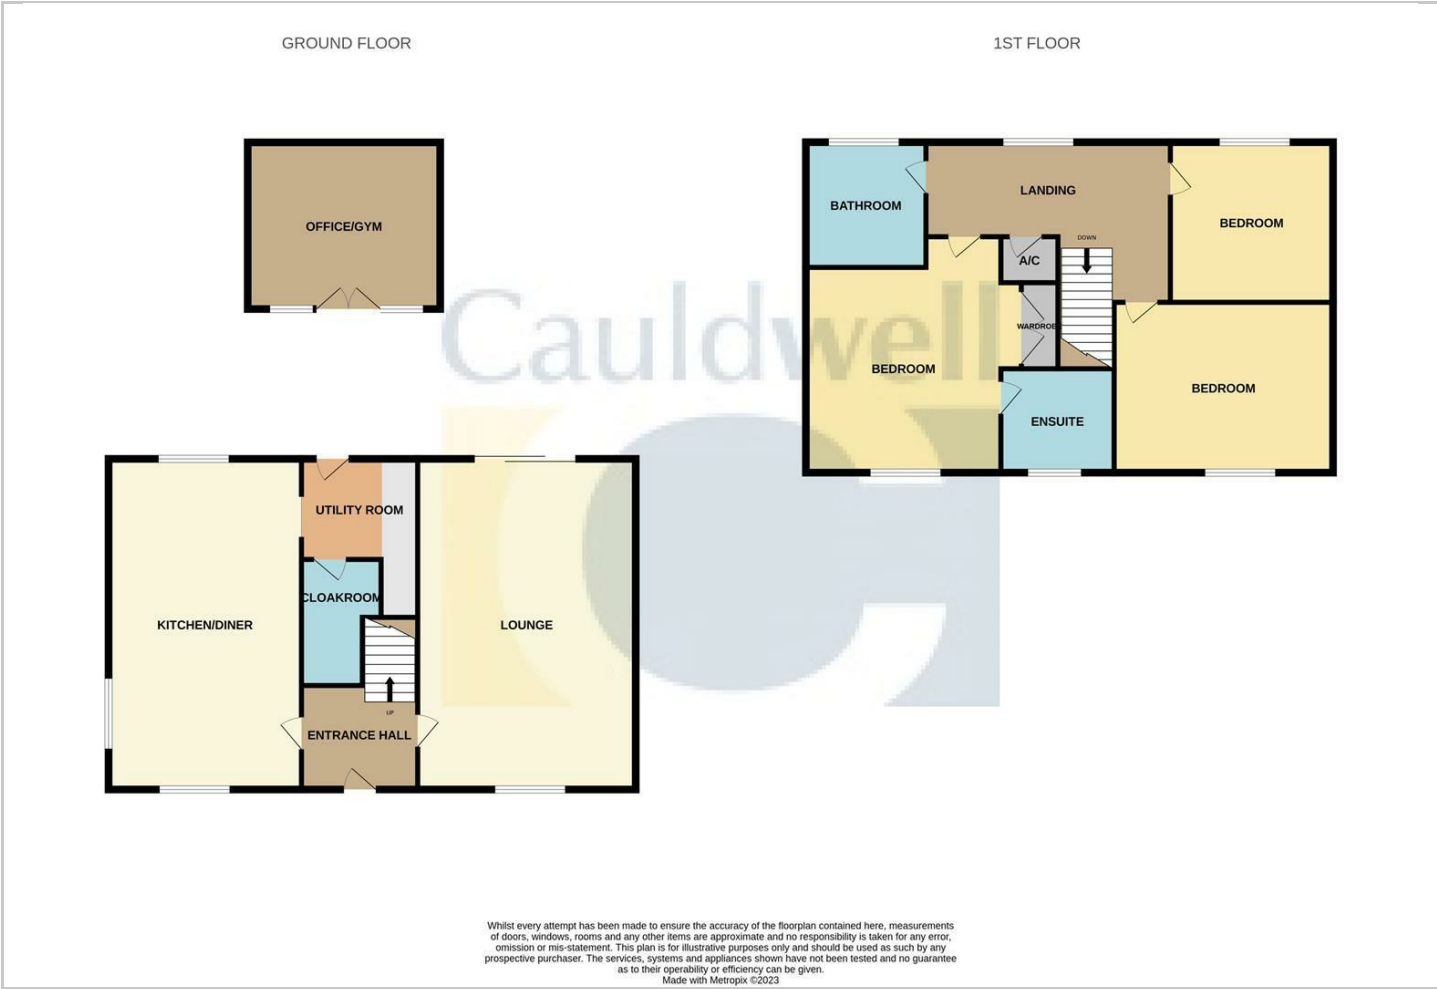 GROUND FLOOR
1ST FLOOR
OFFICE/GYM
BATHROOM
LANDING
BEDROOM
DOWN
A/C
WARDROBE
BEDROOM
BEDROOM
ENSUITE
Cauldwell
UTILITY ROOM
CLOAKROOM
KITCHEN/DINER
LOUNGE
UP
ENTRANCE HALL
Whilst every attempt has been made to ensure the accuracy of the floorplan contained here, measurements
of doors, windows, rooms and any other items are approximate and no responsibility is taken for any error,
omission or mis-statement. This plan is for illustrative purposes only and should be used as such by any
prospective purchaser. The services, systems and appliances shown have not been tested and no guarantee
as to their operability or efficiency can be given.
Made with Metropix ©2023